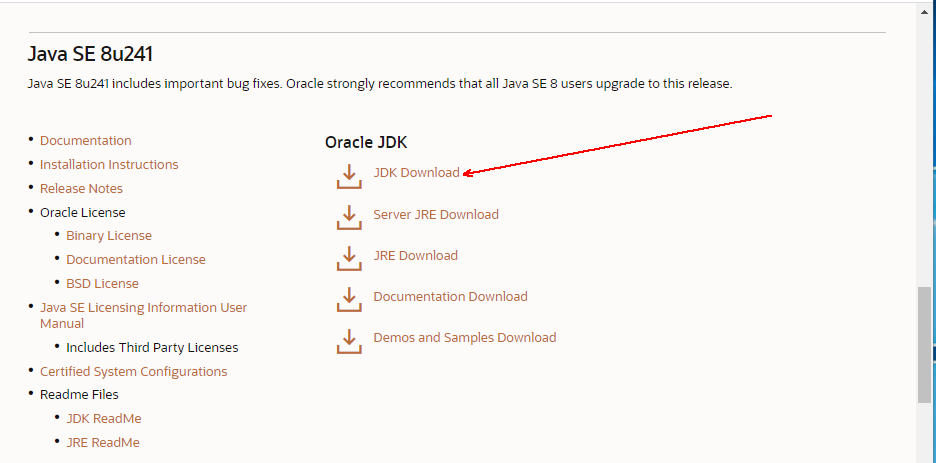 Java SE 8u241
Java SE 8u241 includes important bug fixes. Oracle strongly recommends that all Java SE 8 users upgrade to this release.
Documentation
Installation Instructions
Release Notes
Oracle License
Binary License
Documentation License
BSD License
Java SE Licensing Information User
Manual
Includes Third Party Licenses
Certified System Configurations
Readme Files
JDK ReadMe
JRE ReadMe
Oracle JDK
JDK Download
Server JRE Download
JRE Download
Documentation Download
Demos and Samples Download